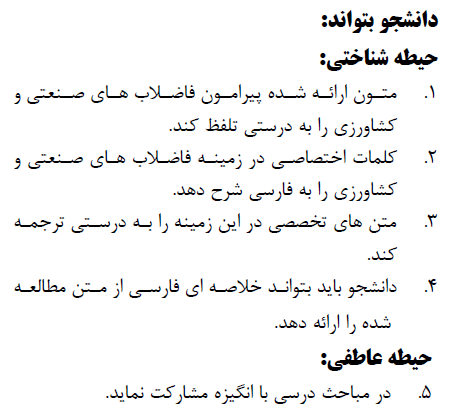 دانشجو بتواند:
حیطه شناختی:
۱. متون ارائه شده پیرامون فاضلاب های صنعتی و
کشاورزی را به درستی تلفظ کند.
۲. کلمات اختصاصی در زمینه فاضلاب های صنعتی و
کشاورزی را به فارسی شرح دهد.
۳. متن های تخصصی در این زمینه را به درستی ترجمه
کند.
۴. دانشجو باید بتواند خلاصه ای فارسی از متن مطالعه
شده را ارائه دهد.
حیطه عاطفی:
۵. در مباحث درسی با انگیزه مشارکت نماید.